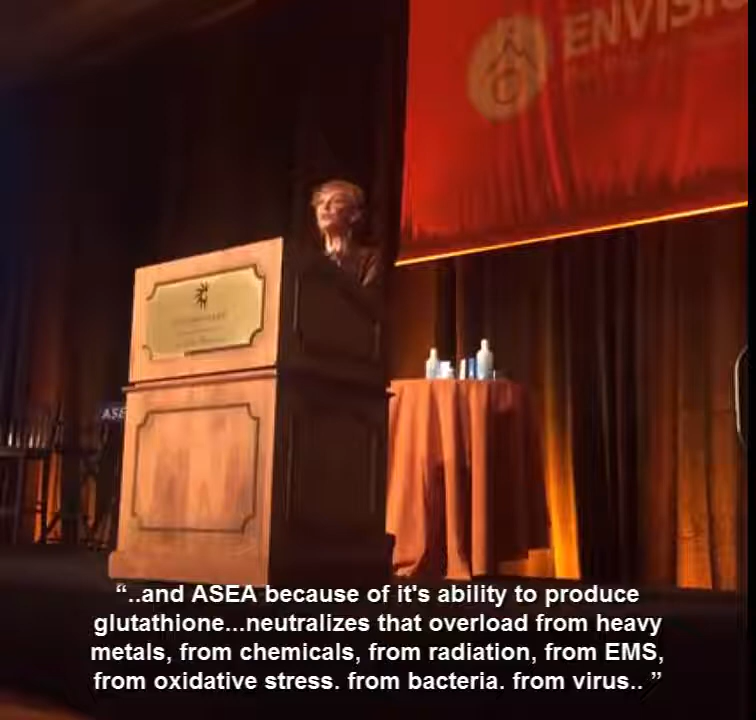 ENVISI
ASE
“..and ASEA because of it's ability to produce
glutathione...neutralizes that overload from heavy
metals, from chemicals, from radiation, from EMS,
from oxidative stress. from bacteria. from virus.. ”